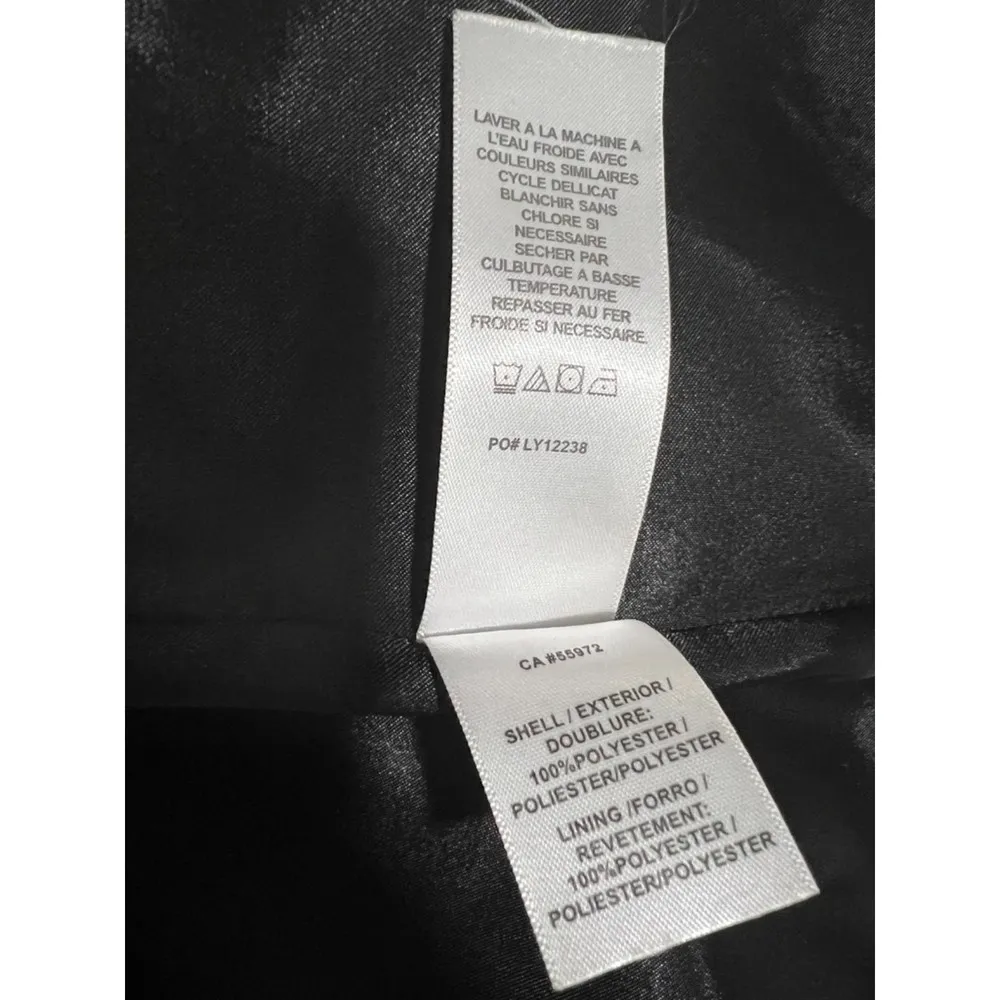 LAVER A LA MACHINE A
L'EAU FROIDE AVEC
COULEURS SIMILAIRES
CYCLE DELLICAT
BLANCHIR SANS
CHLORE SI
NECESSAIRE
SECHER PAR
CULBUTAGE A BASSE
TEMPERATURE
REPASSER AU FER
FROIDE SI NECESSAIRE.
PO# LY12238
CA #55972
SHELL / EXTERIOR /
DOUBLURE:
100%POLYESTER /
POLIESTER/POLYESTER
LINING /FORRO /
REVETEMENT:
100%POLYESTER /
POLIESTER/POLYESTER